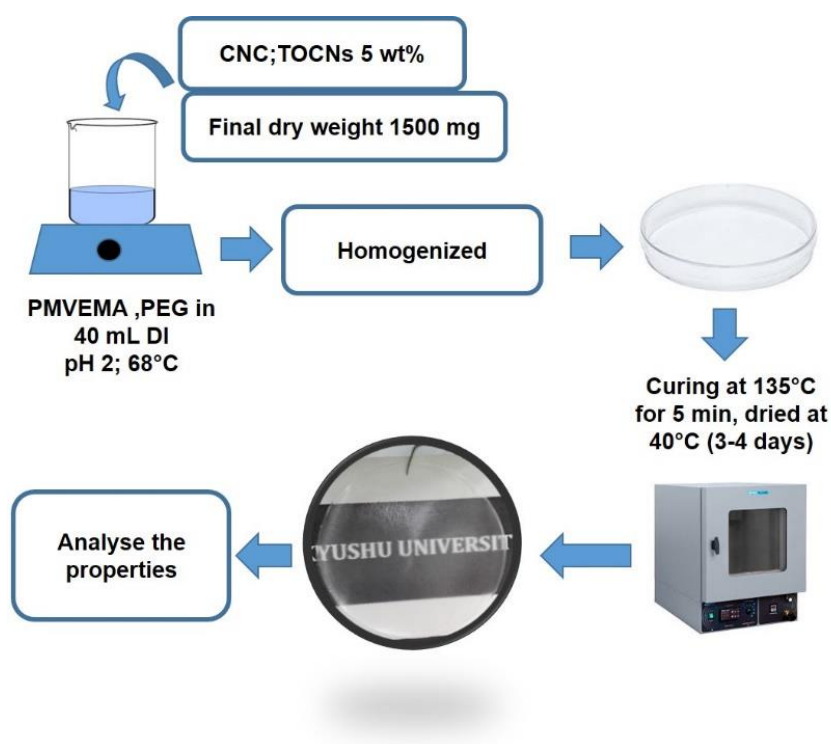 CNC;TOCNs 5 wt%
Final dry weight 1500 mg
Homogenized
PMVEMA ,PEG in
40 mL DI
pH 2; 68°C
Curing at 135°C
for 5 min, dried at
40°C (3-4 days)
YUSHU UNIVERSIT
Analyse the
properties